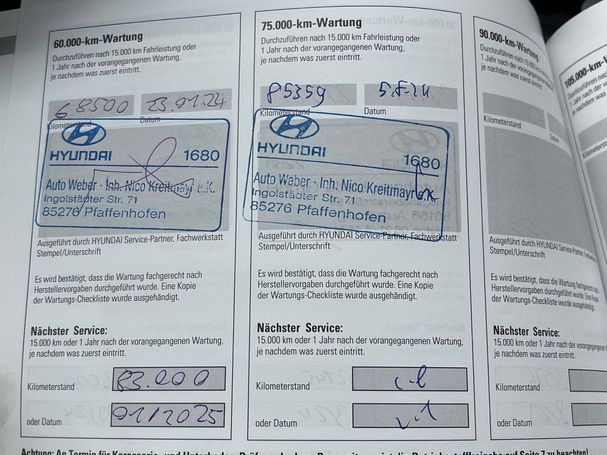 60.000-km-Wartung
Durchzuführen nach 15.000 km Fahrleistung oder
1 Jahr nach der vorangegangenen Wartung,
je nachdem was zuerst eintritt.
68500 23.01.24
Kilometerstand Datum
HYUNDAI 1680
Auto Weber · Inh. Nico Kreitmayr e.K.
Ingolstädter Str. 71
85276 Pfaffenhofen
Ausgeführt durch HYUNDAI Service-Partner, Fachwerkstatt
Stempel/Unterschrift
Es wird bestätigt, dass die Wartung fachgerecht nach
Herstellervorgaben durchgeführt wurde. Eine Kopie
der Wartungs-Checkliste wurde ausgehändigt.
Nächster Service:
15.000 km oder 1 Jahr nach der vorangegangenen Wartung,
je nachdem was zuerst eintritt.
Kilometerstand 83.000
oder Datum 01/2025
75.000-km-Wartung
Durchzuführen nach 15.000 km Fahrleistung oder
1 Jahr nach der vorangegangenen Wartung,
je nachdem was zuerst eintritt.
85359 5.8.24
Kilometerstand Datum
HYUNDAI 1680
Auto Weber · Inh. Nico Kreitmayr e.K.
Ingolstädter Str. 71
85276 Pfaffenhofen
Ausgeführt durch HYUNDAI Service-Partner, Fachwerkstatt
Stempel/Unterschrift
Es wird bestätigt, dass die Wartung fachgerecht nach
Herstellervorgaben durchgeführt wurde. Eine Kopie
der Wartungs-Checkliste wurde ausgehändigt.
Nächster Service:
15.000 km oder 1 Jahr nach der vorangegangenen Wartung,
je nachdem was zuerst eintritt.
Kilometerstand
oder Datum
90.000-km-Wartung
Durchzuführen nach 15.000 km
1 Jahr nach der vorangegangenen
je nachdem was zuerst eintritt.
Kilometerstand
Ausgeführt durch HYUNDAI Service-Partner,
Stempel/Unterschrift
Es wird bestätigt, dass die Wartung
Herstellervorgaben durchgeführt
der Wartungs-Checkliste wurde
Nächster Service:
15.000 km oder 1 Jahr nach der
je nachdem was zuerst eintritt.
Kilometerstand
oder Datum
105.000-km